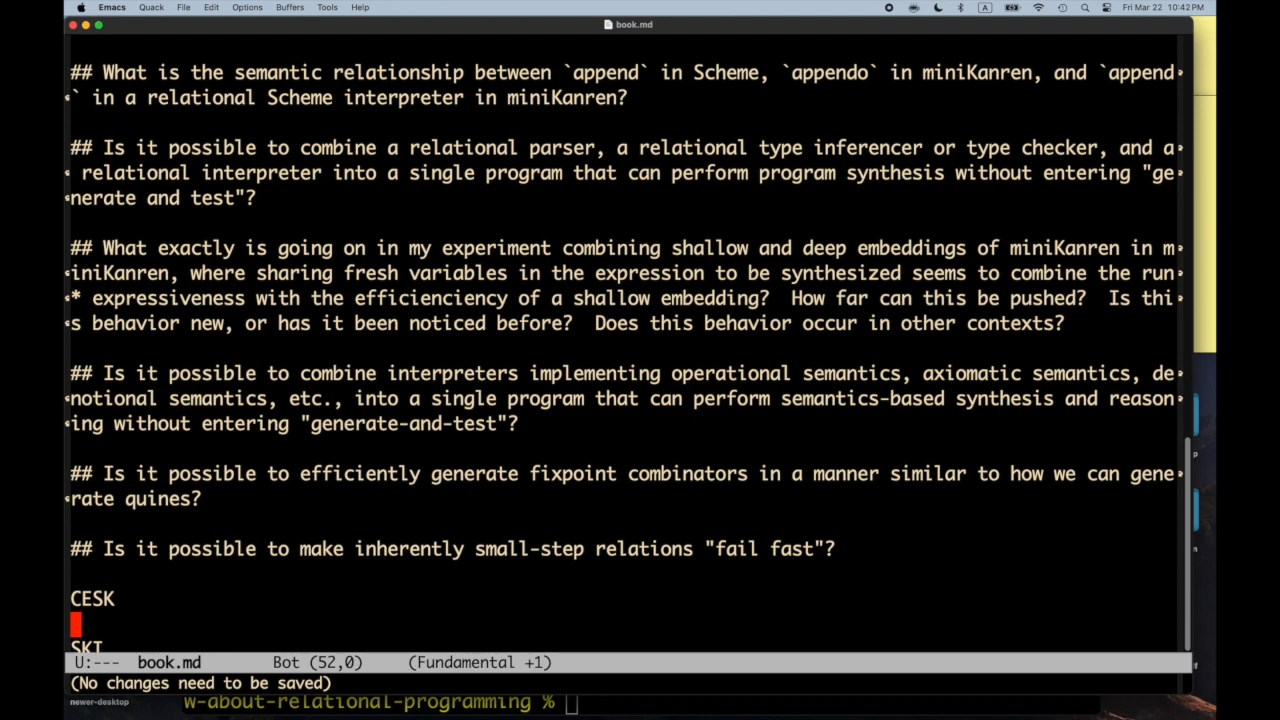 Emacs Quack File Edit Options Buffers Tools Help A Fri Mar 22 10:42PM
book.md
## What is the semantic relationship between `append` in Scheme, `appendo` in miniKanren, and `append
` in a relational Scheme interpreter in miniKanren?
## Is it possible to combine a relational parser, a relational type inferencer or type checker, and a
relational interpreter into a single program that can perform program synthesis without entering "ge
nerate and test"?
## What exactly is going on in my experiment combining shallow and deep embeddings of miniKanren in m
iniKanren, where sharing fresh variables in the expression to be synthesized seems to combine the run
* expressiveness with the efficienciency of a shallow embedding?  How far can this be pushed?  Is thi
s behavior new, or has it been noticed before?  Does this behavior occur in other contexts?
## Is it possible to combine interpreters implementing operational semantics, axiomatic semantics, de
notional semantics, etc., into a single program that can perform semantics-based synthesis and reason
ing without entering "generate-and-test"?
## Is it possible to efficiently generate fixpoint combinators in a manner similar to how we can gene
rate quines?
## Is it possible to make inherently small-step relations "fail fast"?
CESK
SKI
U:--- book.md Bot (52,0) (Fundamental +1)
(No changes need to be saved)
newer-desktop w-about-relational-programming %